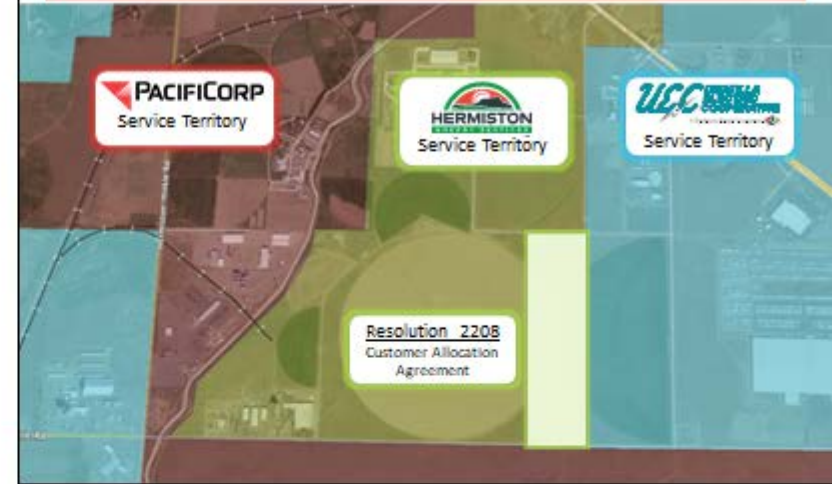 PACIFICORP
Service Territory
HERMISTON
Service Territory
UEC
Service Territory
Resolution 2208
Customer Allocation
Agreement